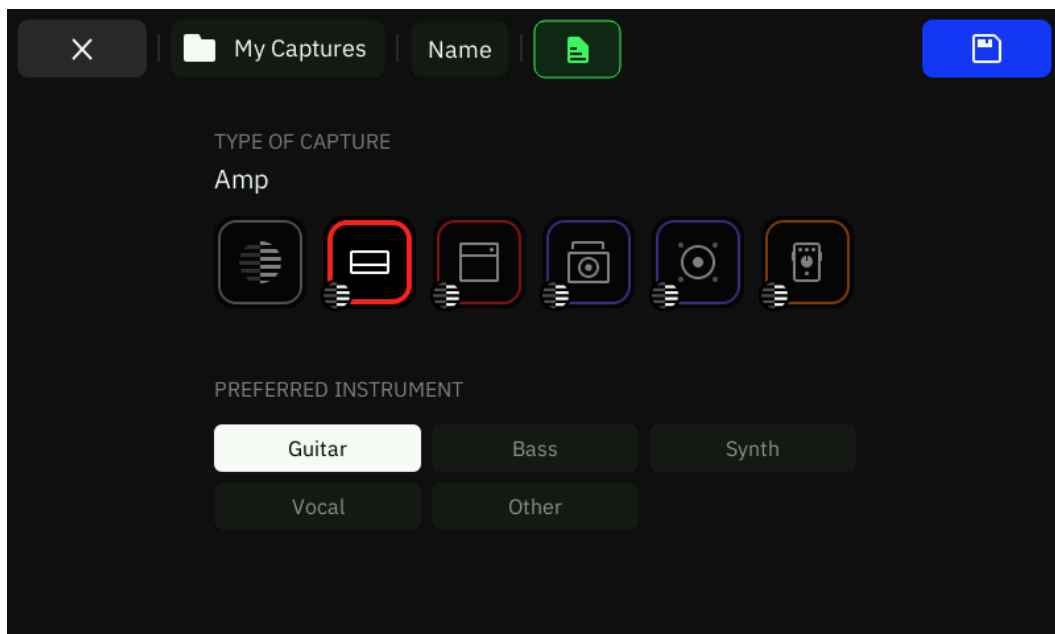 My Captures Name
TYPE OF CAPTURE
Amp
PREFERRED INSTRUMENT
Guitar Bass Synth
Vocal Other